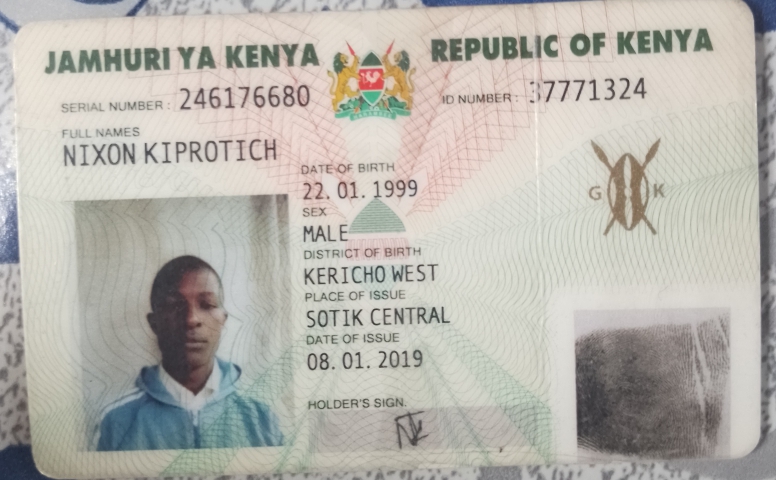 JAMHURI YA KENYA
REPUBLIC OF KENYA
SERIAL NUMBER : 246176680
ID NUMBER : 37771324
FULL NAMES
NIXON KIPROTICH
DATE OF BIRTH
22. 01. 1999
SEX
MALE
DISTRICT OF BIRTH
KERICHO WEST
PLACE OF ISSUE
SOTIK CENTRAL
DATE OF ISSUE
08. 01. 2019
HOLDER'S SIGN.
G K